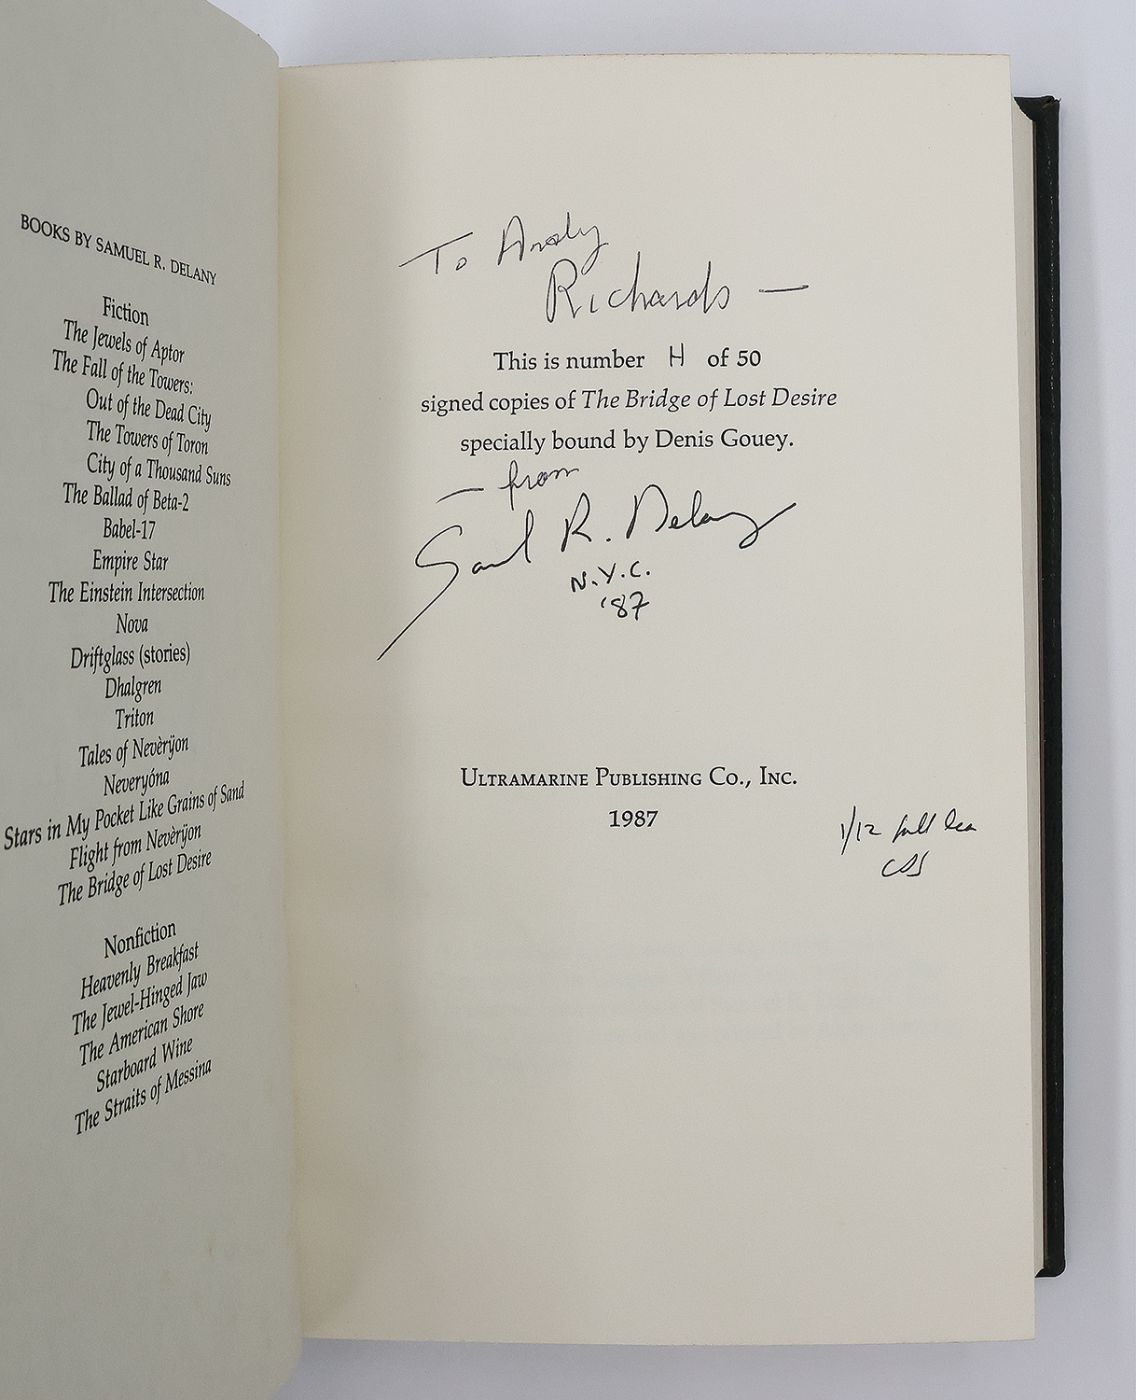 BOOKS BY SAMUEL R. DELANY
Fiction
The Jewels of Aptor
The Fall of the Towers:
Out of the Dead City
The Towers of Toron
City of a Thousand Suns
The Ballad of Beta-2
Babel-17
Empire Star
The Einstein Intersection
Nova
Driftglass (stories)
Dhalgren
Triton
Tales of Nevèrÿon
Neveryóna
Stars in My Pocket Like Grains of Sand
Flight from Nevèrÿon
The Bridge of Lost Desire
Nonfiction
Heavenly Breakfast
The Jewel-Hinged Jaw
The American Shore
Starboard Wine
The Straits of Messina
To Andy
Richards —
This is number H of 50
signed copies of The Bridge of Lost Desire
specially bound by Denis Gouey.
— from
Samuel R. Delany
N.Y.C.
'87
ULTRAMARINE PUBLISHING CO., INC.
1987
1/12 full lea